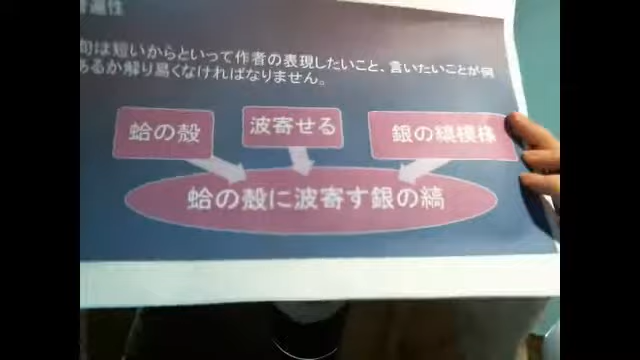 遍性
句は短いからといって作者の表現したいこと、言いたいことが何
あるか解り易くなければなりません。
蛤の殻
波寄せる
銀の縞模様
蛤の殻に波寄す銀の縞